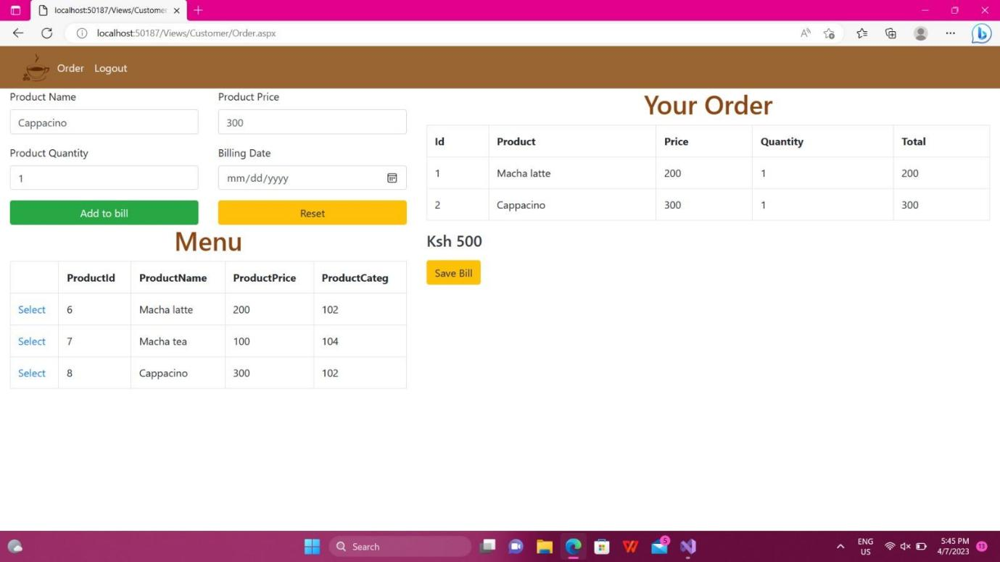 localhost:50187/Views/Customer
localhost:50187/Views/Customer/Order.aspx
Order Logout
Product Name Product Price
Cappacino 300
Product Quantity Billing Date
1 mm/dd/yyyy
Add to bill Reset
Menu
ProductId ProductName ProductPrice ProductCateg
Select 6 Macha latte 200 102
Select 7 Macha tea 100 104
Select 8 Cappacino 300 102
Your Order
Id Product Price Quantity Total
1 Macha latte 200 1 200
2 Cappacino 300 1 300
Ksh 500
Save Bill
Search
5
ENG
US
5:45 PM
4/7/2023
13